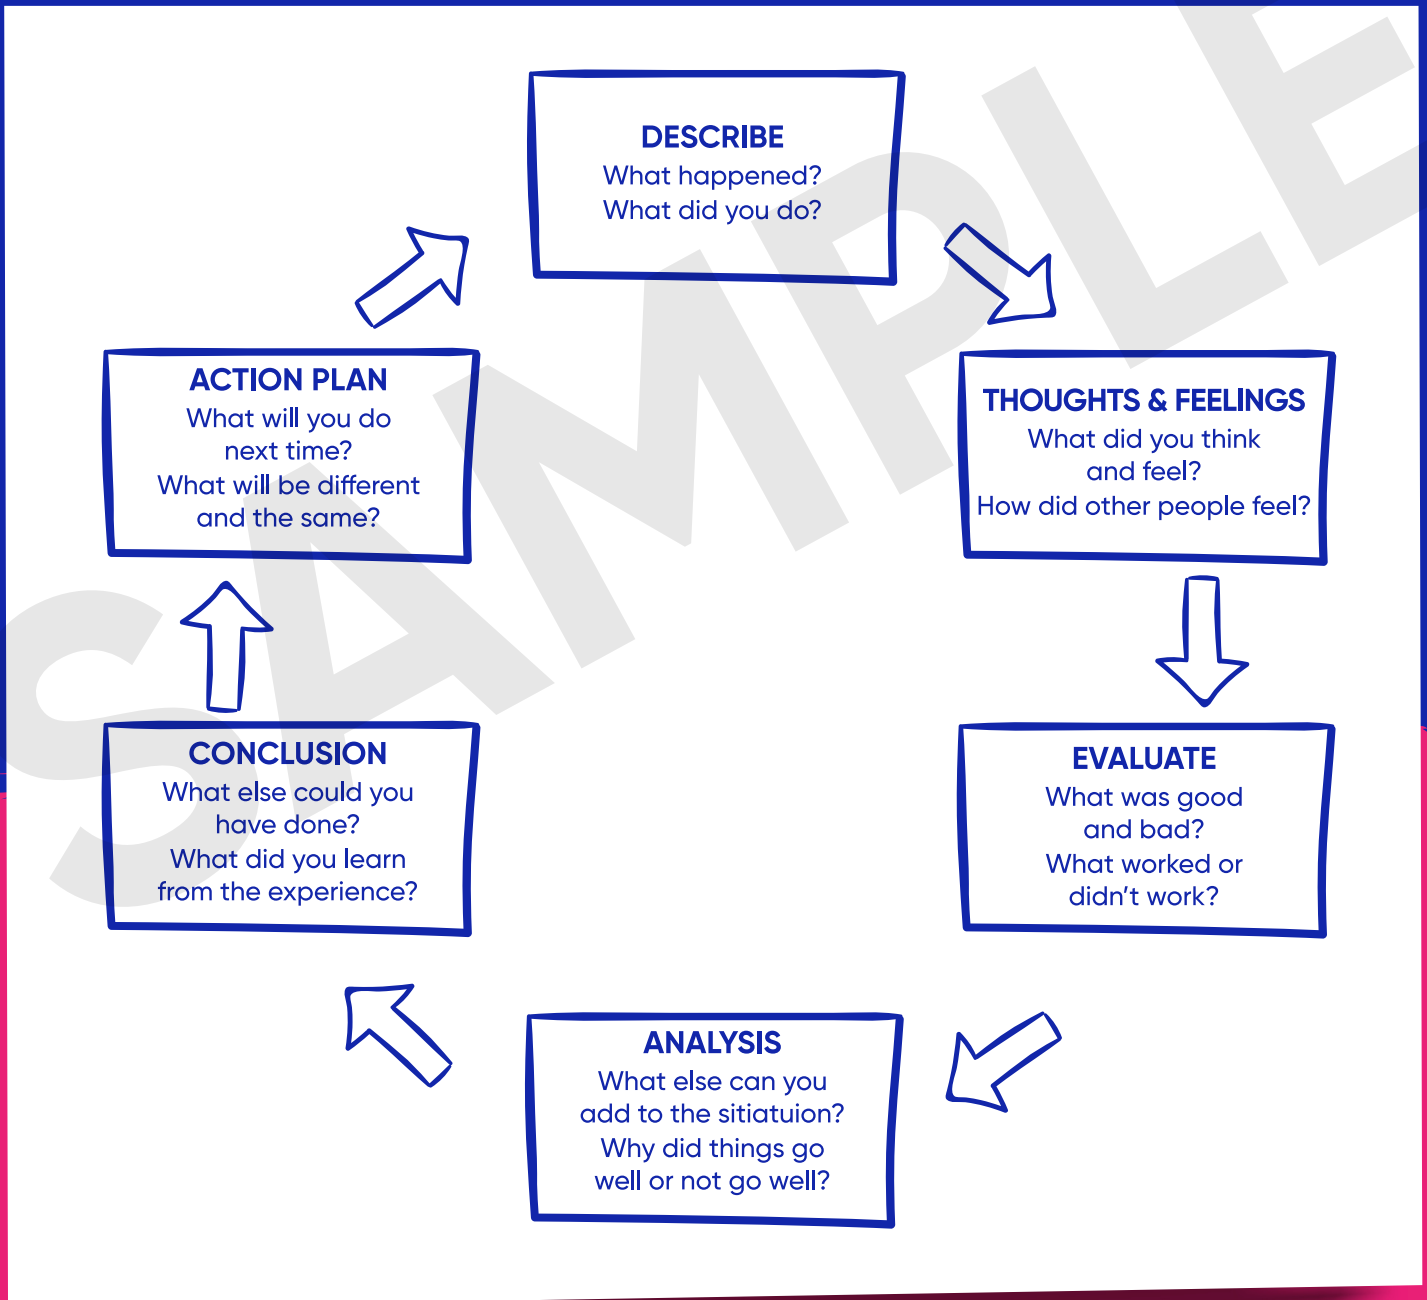 DESCRIBE
What happened?
What did you do?
THOUGHTS & FEELINGS
What did you think
and feel?
How did other people feel?
EVALUATE
What was good
and bad?
What worked or
didn't work?
ANALYSIS
What else can you
add to the sitiatuion?
Why did things go
well or not go well?
CONCLUSION
What else could you
have done?
What did you learn
from the experience?
ACTION PLAN
What will you do
next time?
What will be different
and the same?
SAMPLE